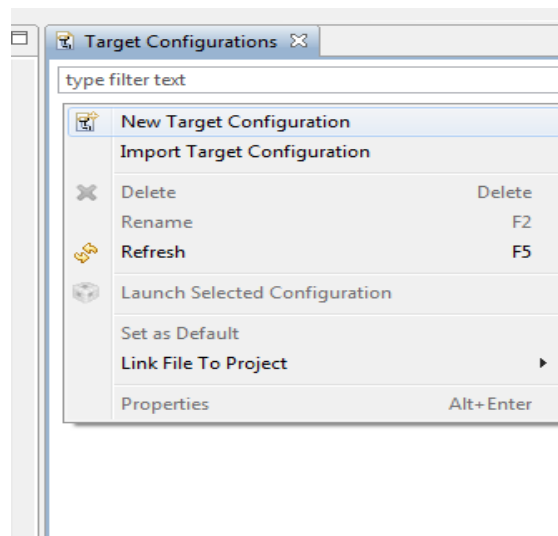 Target Configurations
type filter text
New Target Configuration
Import Target Configuration
Delete Delete
Rename F2
Refresh F5
Launch Selected Configuration
Set as Default
Link File To Project
Properties Alt+Enter